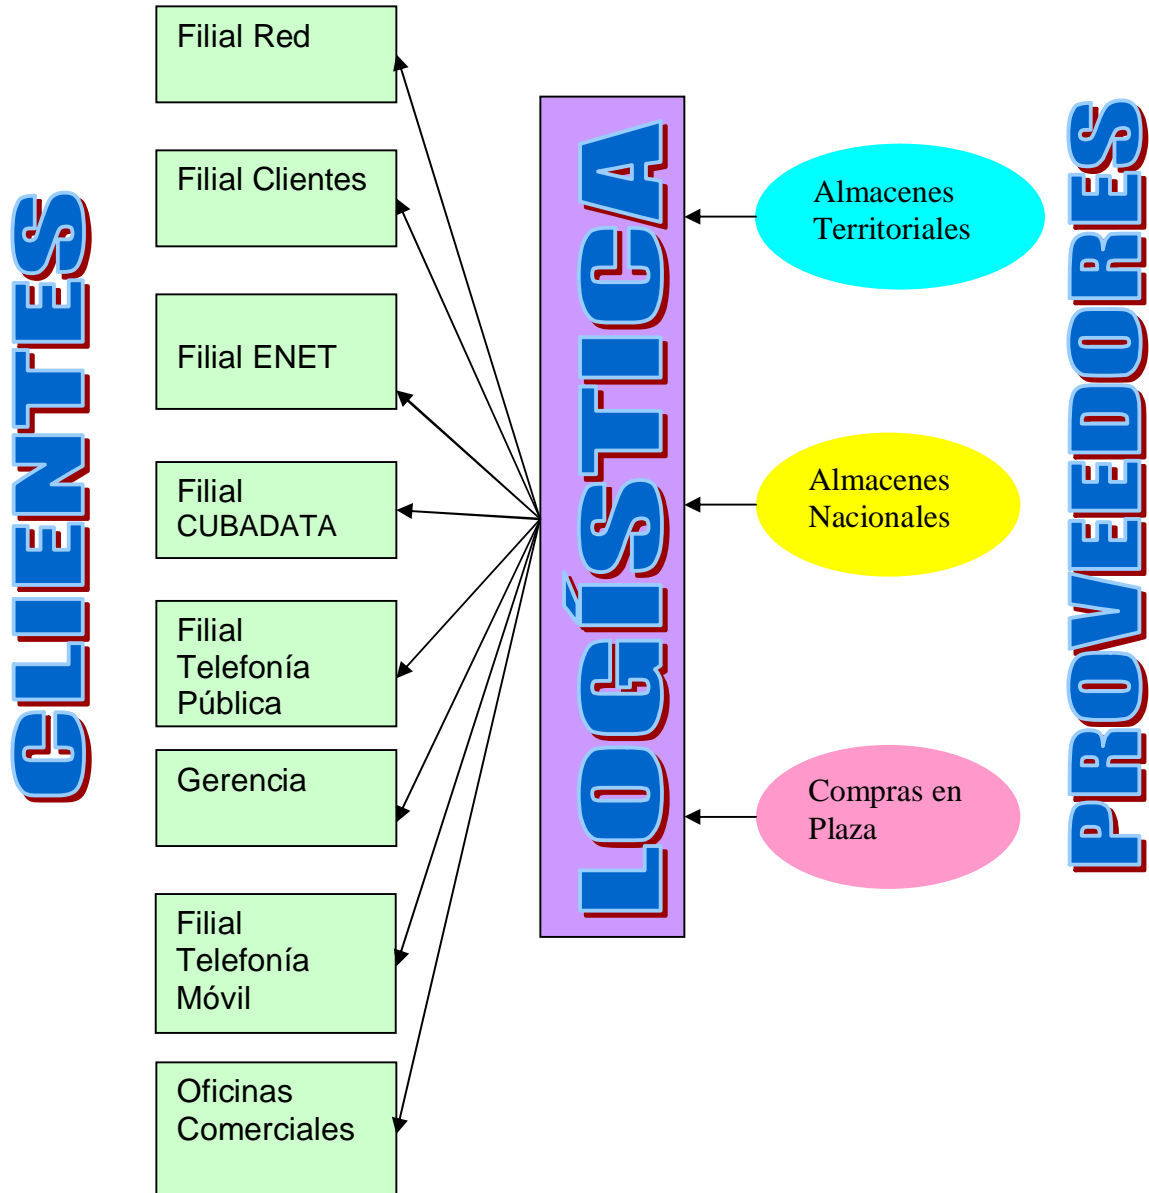 CLIENTES
Filial Red
Filial Clientes
Filial ENET
Filial
CUBADATA
Filial
Telefonía
Pública
Gerencia
Filial
Telefonía
Móvil
Oficinas
Comerciales
LOGÍSTICA
Almacenes
Territoriales
Almacenes
Nacionales
Compras en
Plaza
PROVEEDORES